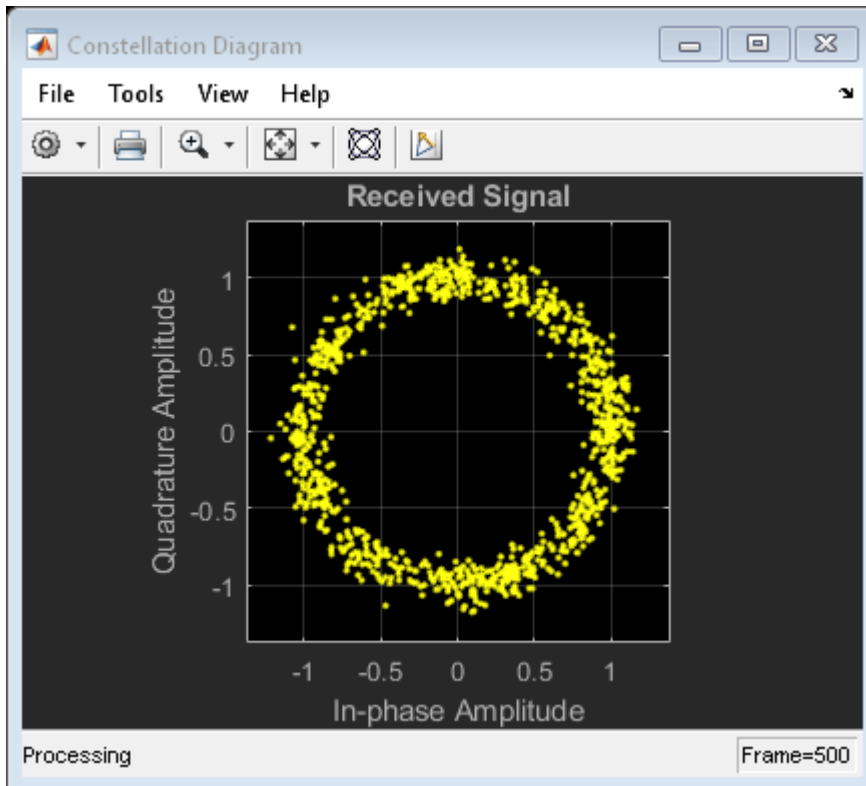 Constellation Diagram
File Tools View Help
Received Signal
Quadrature Amplitude
1
0.5
0
-0.5
-1
-1 -0.5 0 0.5 1
In-phase Amplitude
Processing Frame=500